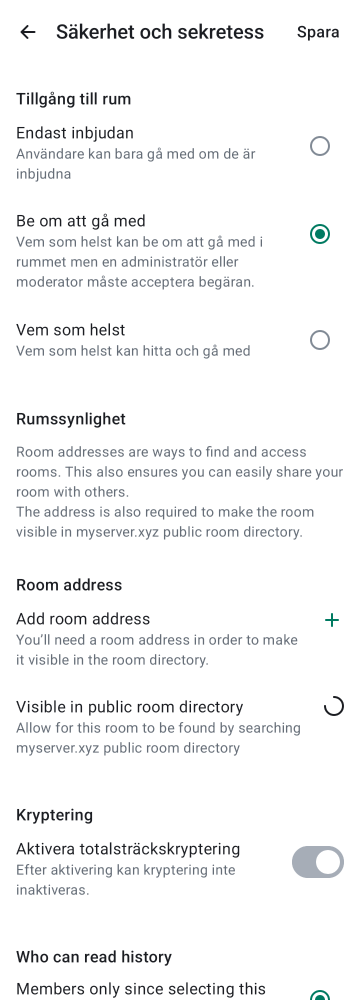 Säkerhet och sekretess
Spara
Tillgång till rum
Endast inbjudan
Användare kan bara gå med om de är
inbjudna
Be om att gå med
Vem som helst kan be om att gå med i
rummet men en administratör eller
moderator måste acceptera begäran.
Vem som helst
Vem som helst kan hitta och gå med
Rumssynlighet
Room addresses are ways to find and access
rooms. This also ensures you can easily share your
room with others.
The address is also required to make the room
visible in myserver.xyz public room directory.
Room address
Add room address
You’ll need a room address in order to make
it visible in the room directory.
Visible in public room directory
Allow for this room to be found by searching
myserver.xyz public room directory
Kryptering
Aktivera totalsträckskryptering
Efter aktivering kan kryptering inte
inaktiveras.
Who can read history
Members only since selecting this